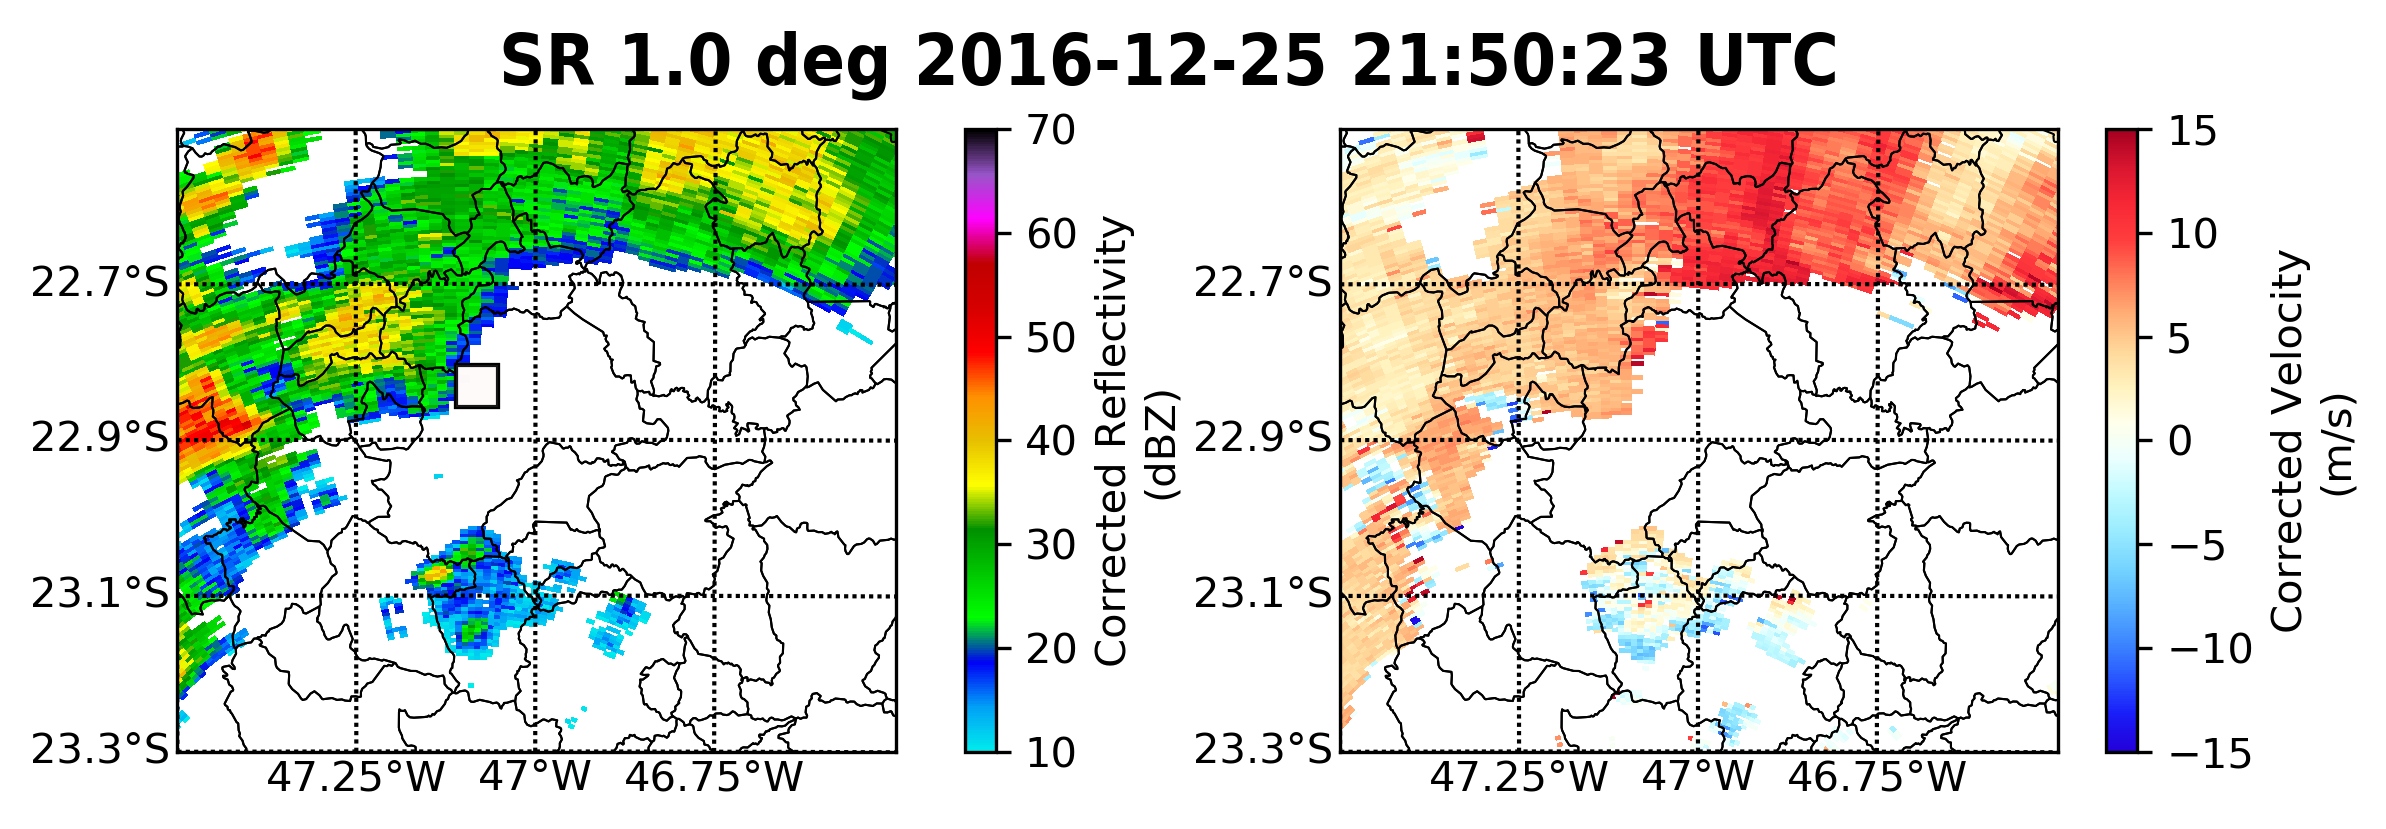 SR 1.0 deg 2016-12-25 21:50:23 UTC
22.7°S
22.9°S
23.1°S
23.3°S
47.25°W 47°W 46.75°W
70
60
50
40
30
20
10
Corrected Reflectivity
(dBZ)
22.7°S
22.9°S
23.1°S
23.3°S
47.25°W 47°W 46.75°W
15
10
5
0
−5
−10
−15
Corrected Velocity
(m/s)